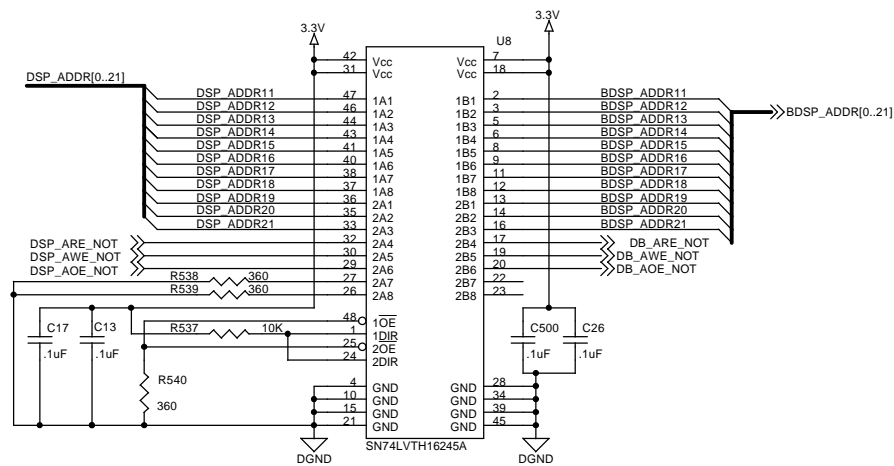 3.3V
3.3V
U8
42 Vcc Vcc 7
31 Vcc Vcc 18
DSP_ADDR[0..21]
DSP_ADDR11 47 1A1 1B1 2 BDSP_ADDR11
DSP_ADDR12 46 1A2 1B2 3 BDSP_ADDR12
BDSP_ADDR[0..21]
DSP_ADDR13 44 1A3 1B3 5 BDSP_ADDR13
DSP_ADDR14 43 1A4 1B4 6 BDSP_ADDR14
DSP_ADDR15 41 1A5 1B5 8 BDSP_ADDR15
DSP_ADDR16 40 1A6 1B6 9 BDSP_ADDR16
DSP_ADDR17 38 1A7 1B7 11 BDSP_ADDR17
DSP_ADDR18 37 1A8 1B8 12 BDSP_ADDR18
DSP_ADDR19 36 2A1 2B1 13 BDSP_ADDR19
DSP_ADDR20 35 2A2 2B2 14 BDSP_ADDR20
DSP_ADDR21 33 2A3 2B3 16 BDSP_ADDR21
DSP_ARE_NOT 32 2A4 2B4 17 DB_ARE_NOT
DSP_AWE_NOT 30 2A5 2B5 19 DB_AWE_NOT
DSP_AOE_NOT 29 2A6 2B6 20 DB_AOE_NOT
R538 360 27 2A7 2B7 22
R539 360 26 2A8 2B8 23
48 1OE
C17 C13 R537 10K 1 1DIR C500 C26
25 2OE
.1uF .1uF 24 2DIR .1uF .1uF
R540
360
4 GND GND 28
10 GND GND 34
15 GND GND 39
21 GND GND 45
SN74LVTH16245A
DGND
DGND